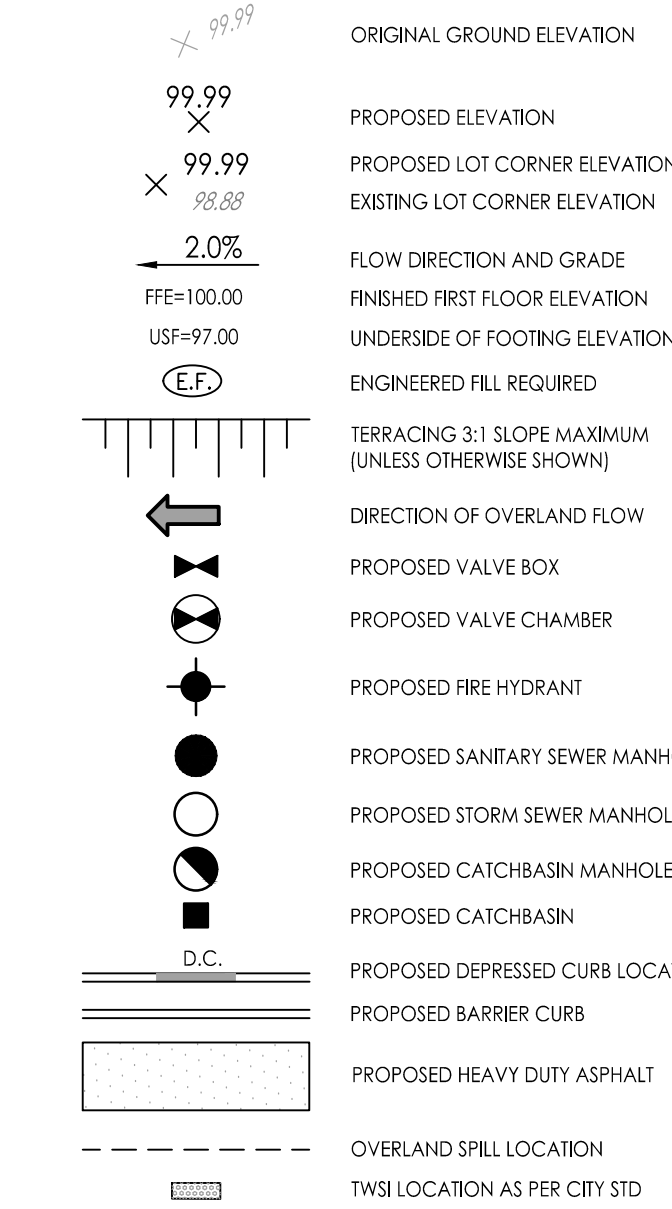 99.99 ORIGINAL GROUND ELEVATION
99.99 PROPOSED ELEVATION
99.99 PROPOSED LOT CORNER ELEVATION
98.88 EXISTING LOT CORNER ELEVATION
2.0% FLOW DIRECTION AND GRADE
FFE=100.00 FINISHED FIRST FLOOR ELEVATION
USF=97.00 UNDERSIDE OF FOOTING ELEVATION
E.F. ENGINEERED FILL REQUIRED
TERRACING 3:1 SLOPE MAXIMUM
(UNLESS OTHERWISE SHOWN)
DIRECTION OF OVERLAND FLOW
PROPOSED VALVE BOX
PROPOSED VALVE CHAMBER
PROPOSED FIRE HYDRANT
PROPOSED SANITARY SEWER MANH
PROPOSED STORM SEWER MANHOL
PROPOSED CATCHBASIN MANHOLE
PROPOSED CATCHBASIN
D.C. PROPOSED DEPRESSED CURB LOCA
PROPOSED BARRIER CURB
PROPOSED HEAVY DUTY ASPHALT
OVERLAND SPILL LOCATION
TWSI LOCATION AS PER CITY STD